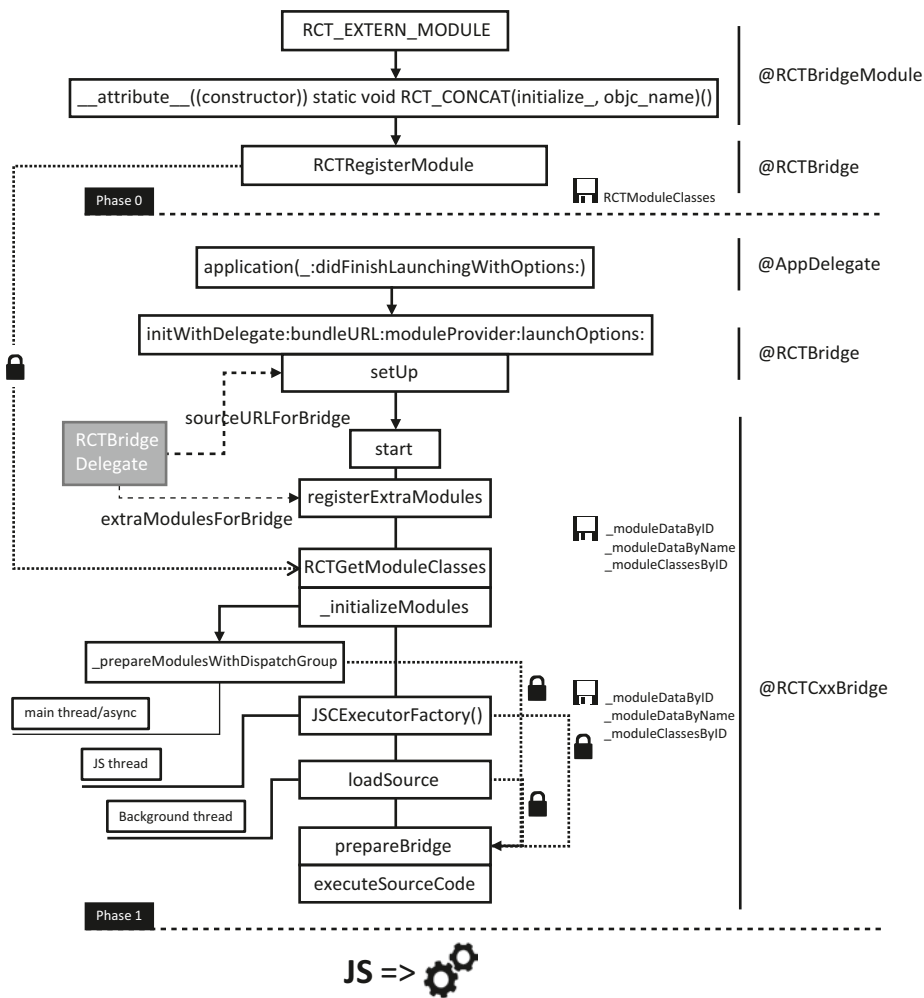 RCT_EXTERN_MODULE
@RCTBridgeModule
__attribute__((constructor)) static void RCT_CONCAT(initialize_, objc_name)()
RCTRegisterModule
@RCTBridge
Phase 0
RCTModuleClasses
application(_:didFinishLaunchingWithOptions:)
@AppDelegate
initWithDelegate:bundleURL:moduleProvider:launchOptions:
@RCTBridge
setUp
sourceURLForBridge
RCTBridge
Delegate
start
registerExtraModules
extraModulesForBridge
_moduleDataByID
_moduleDataByName
_moduleClassesByID
RCTGetModuleClasses
_initializeModules
_prepareModulesWithDispatchGroup
@RCTCxxBridge
main thread/async
JSCExecutorFactory()
_moduleDataByID
_moduleDataByName
_moduleClassesByID
JS thread
loadSource
Background thread
prepareBridge
executeSourceCode
Phase 1
JS =>